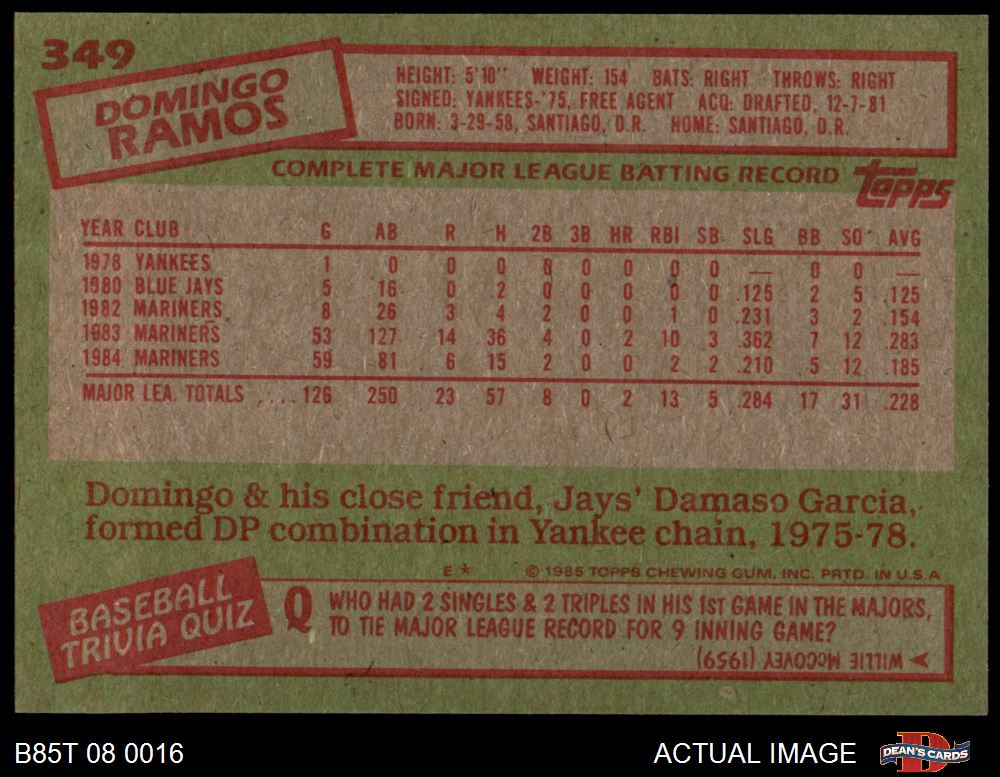 349
DOMINGO
RAMOS
HEIGHT: 5'10" WEIGHT: 154 BATS: RIGHT THROWS: RIGHT
SIGNED: YANKEES-'75, FREE AGENT ACQ: DRAFTED, 12-7-81
BORN: 3-29-58, SANTIAGO, D.R. HOME: SANTIAGO, D.R.
COMPLETE MAJOR LEAGUE BATTING RECORD topps
YEAR CLUB G AB R H 2B 3B HR RBI SB SLG BB SO AVG
1978 YANKEES 1 0 0 0 0 0 0 0 0 — 0 0 —
1980 BLUE JAYS 5 16 0 2 0 0 0 0 0 .125 2 5 .125
1982 MARINERS 8 26 3 4 2 0 0 1 0 .231 3 2 .154
1983 MARINERS 53 127 14 36 4 0 2 10 3 .362 7 12 .283
1984 MARINERS 59 81 6 15 2 0 0 2 2 .210 5 12 .185
MAJOR LEA. TOTALS .... 126 250 23 57 8 0 2 13 5 .284 17 31 .228
Domingo & his close friend, Jays' Damaso Garcia,
formed DP combination in Yankee chain, 1975-78.
E* © 1985 TOPPS CHEWING GUM, INC. PRTD. IN U.S.A
BASEBALL
TRIVIA QUIZ
Q WHO HAD 2 SINGLES & 2 TRIPLES IN HIS 1ST GAME IN THE MAJORS,
TO TIE MAJOR LEAGUE RECORD FOR 9 INNING GAME?
WILLIE McCOVEY (1959)
B85T 08 0016
ACTUAL IMAGE
DEAN'S CARDS